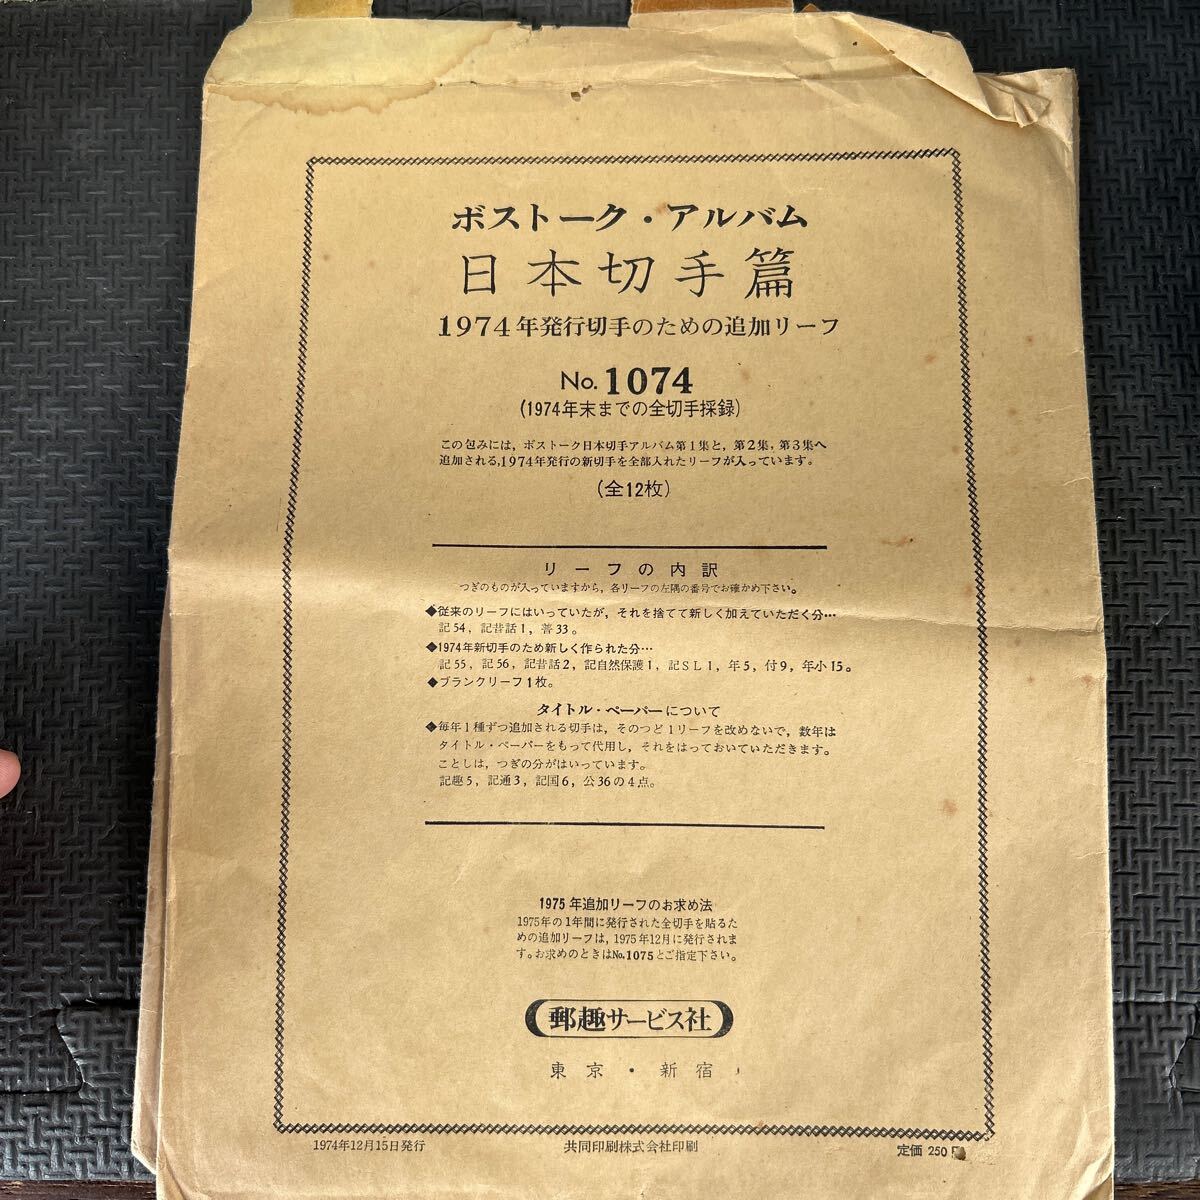 ボストーク・アルバム
日本切手篇
1974年発行切手のための追加リーフ
No. 1074
(1974年末までの全切手採録)
この包みには，ボストーク日本切手アルバム第1集と，第2集，第3集へ
追加される,1974年発行の新切手を全部入れたリーフが入っています。
(全12枚)
リーフの内訳
つぎのものが入っていますから，各リーフの左隅の番号でお確かめ下さい。
◆従来のリーフにはいっていたが，それを捨てて新しく加えていただく分…
記54，記昔話1，普33。
◆1974年新切手のため新しく作られた分…
記55，記56，記昔話2，記自然保護1，記SL1，年5，付9，年小15。
◆ブランクリーフ1枚。
タイトル・ペーパーについて
◆毎年1種ずつ追加される切手は，そのつど1リーフを改めないで，数年は
タイトル・ペーパーをもって代用し，それをはっておいていただきます。
ことしは，つぎの分がはいっています。
記趣5，記通3，記国6，公36の4点。
1975年追加リーフのお求め法
1975年の1年間に発行された全切手を貼るた
めの追加リーフは，1975年12月に発行されま
す。お求めのときはNo.1075とご指定下さい。
郵趣サービス社
東京・新宿
1974年12月15日発行
共同印刷株式会社印刷
定価 250